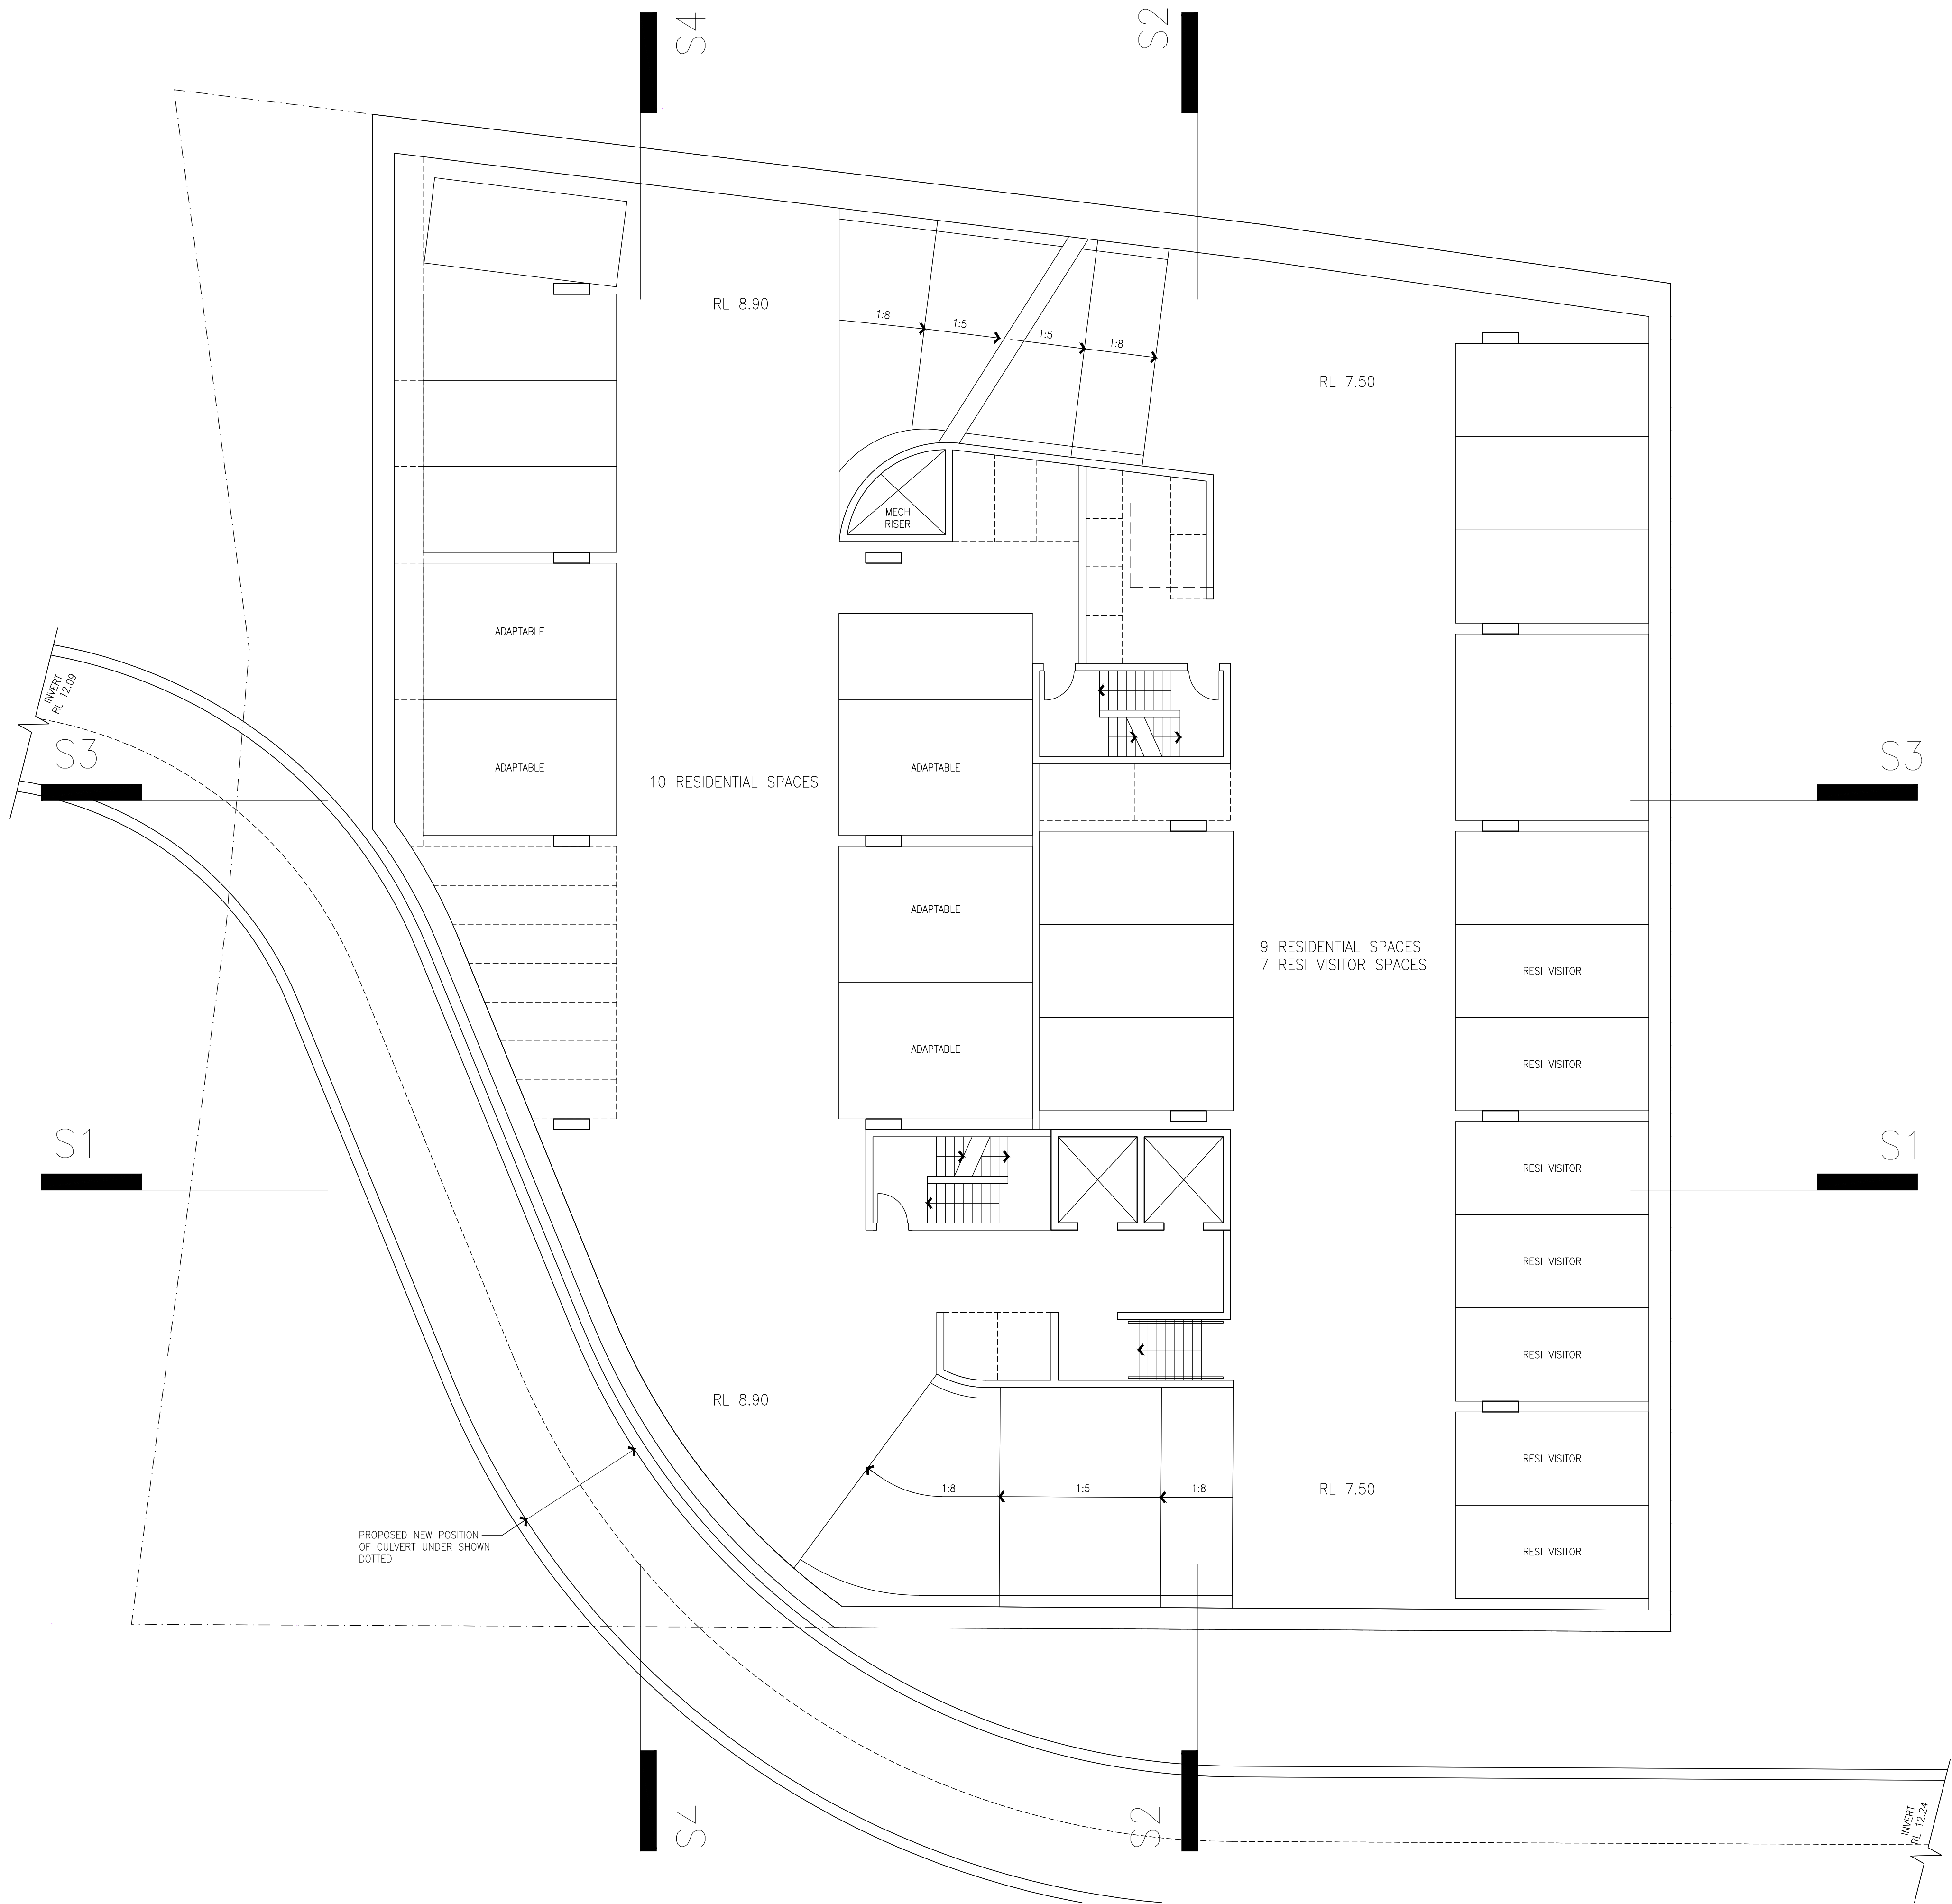 S4
S2
RL 8.90
1:8
1:5
1:5
1:8
RL 7.50
MECH
RISER
ADAPTABLE
INVERT
RL 12.09
S3
S3
ADAPTABLE
10 RESIDENTIAL SPACES
ADAPTABLE
ADAPTABLE
9 RESIDENTIAL SPACES
7 RESI VISITOR SPACES
RESI VISITOR
ADAPTABLE
RESI VISITOR
S1
S1
RESI VISITOR
RESI VISITOR
RESI VISITOR
RL 8.90
RESI VISITOR
1:8
1:5
1:8
RL 7.50
PROPOSED NEW POSITION
OF CULVERT UNDER SHOWN
DOTTED
RESI VISITOR
S4
S2
INVERT
RL 12.24